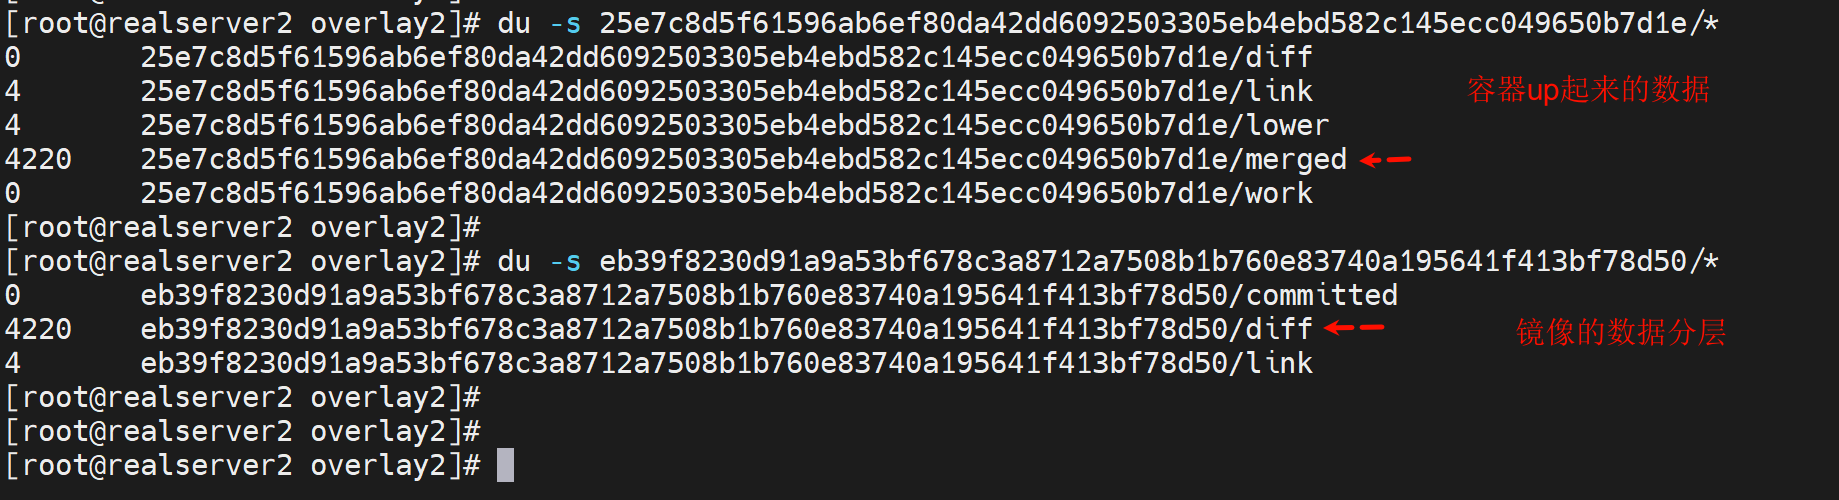 [root@realserver2 overlay2]# du -s 25e7c8d5f61596ab6ef80da42dd6092503305eb4ebd582c145ecc049650b7d1e/*
0 25e7c8d5f61596ab6ef80da42dd6092503305eb4ebd582c145ecc049650b7d1e/diff
4 25e7c8d5f61596ab6ef80da42dd6092503305eb4ebd582c145ecc049650b7d1e/link
容器up起来的数据
4 25e7c8d5f61596ab6ef80da42dd6092503305eb4ebd582c145ecc049650b7d1e/lower
4220 25e7c8d5f61596ab6ef80da42dd6092503305eb4ebd582c145ecc049650b7d1e/merged
0 25e7c8d5f61596ab6ef80da42dd6092503305eb4ebd582c145ecc049650b7d1e/work
[root@realserver2 overlay2]#
[root@realserver2 overlay2]# du -s eb39f8230d91a9a53bf678c3a8712a7508b1b760e83740a195641f413bf78d50/*
0 eb39f8230d91a9a53bf678c3a8712a7508b1b760e83740a195641f413bf78d50/committed
4220 eb39f8230d91a9a53bf678c3a8712a7508b1b760e83740a195641f413bf78d50/diff
镜像的数据分层
4 eb39f8230d91a9a53bf678c3a8712a7508b1b760e83740a195641f413bf78d50/link
[root@realserver2 overlay2]#
[root@realserver2 overlay2]#
[root@realserver2 overlay2]#